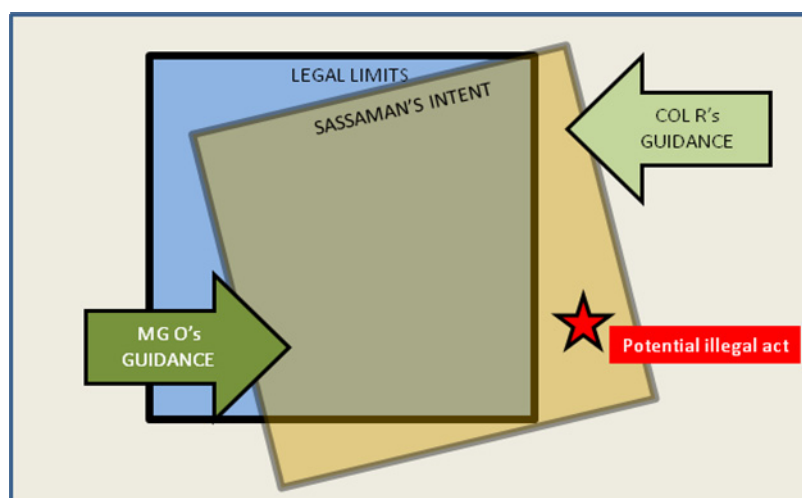 LEGAL LIMITS
SASSAMAN'S INTENT
COL R's
GUIDANCE
MG O's
GUIDANCE
Potential illegal act